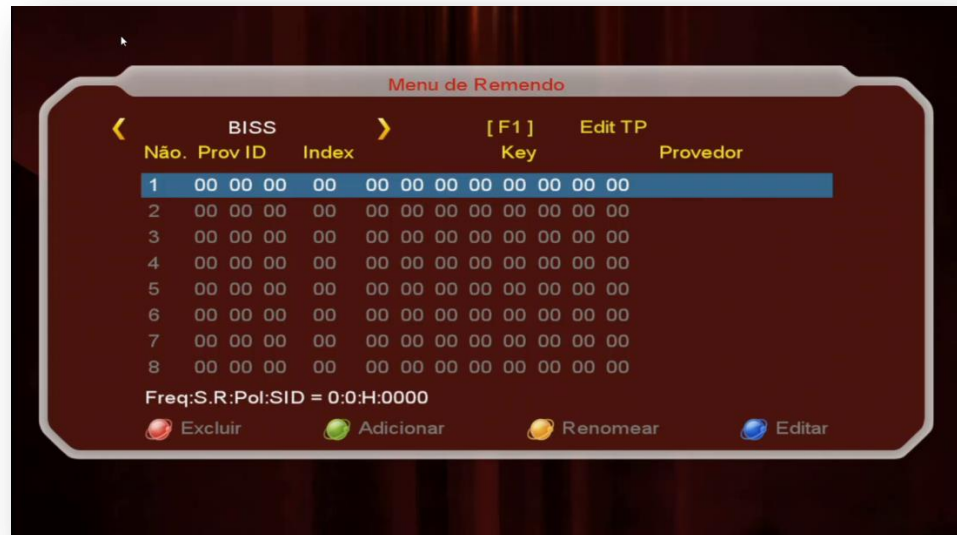 Menu de Remendo
BISS [ F1 ] Edit TP
Não. Prov ID Index Key Provedor
1 00 00 00 00 00 00 00 00 00 00 00 00
2 00 00 00 00 00 00 00 00 00 00 00 00
3 00 00 00 00 00 00 00 00 00 00 00 00
4 00 00 00 00 00 00 00 00 00 00 00 00
5 00 00 00 00 00 00 00 00 00 00 00 00
6 00 00 00 00 00 00 00 00 00 00 00 00
7 00 00 00 00 00 00 00 00 00 00 00 00
8 00 00 00 00 00 00 00 00 00 00 00 00
Freq:S.R:Pol:SID = 0:0:H:0000
Excluir Adicionar Renomear Editar